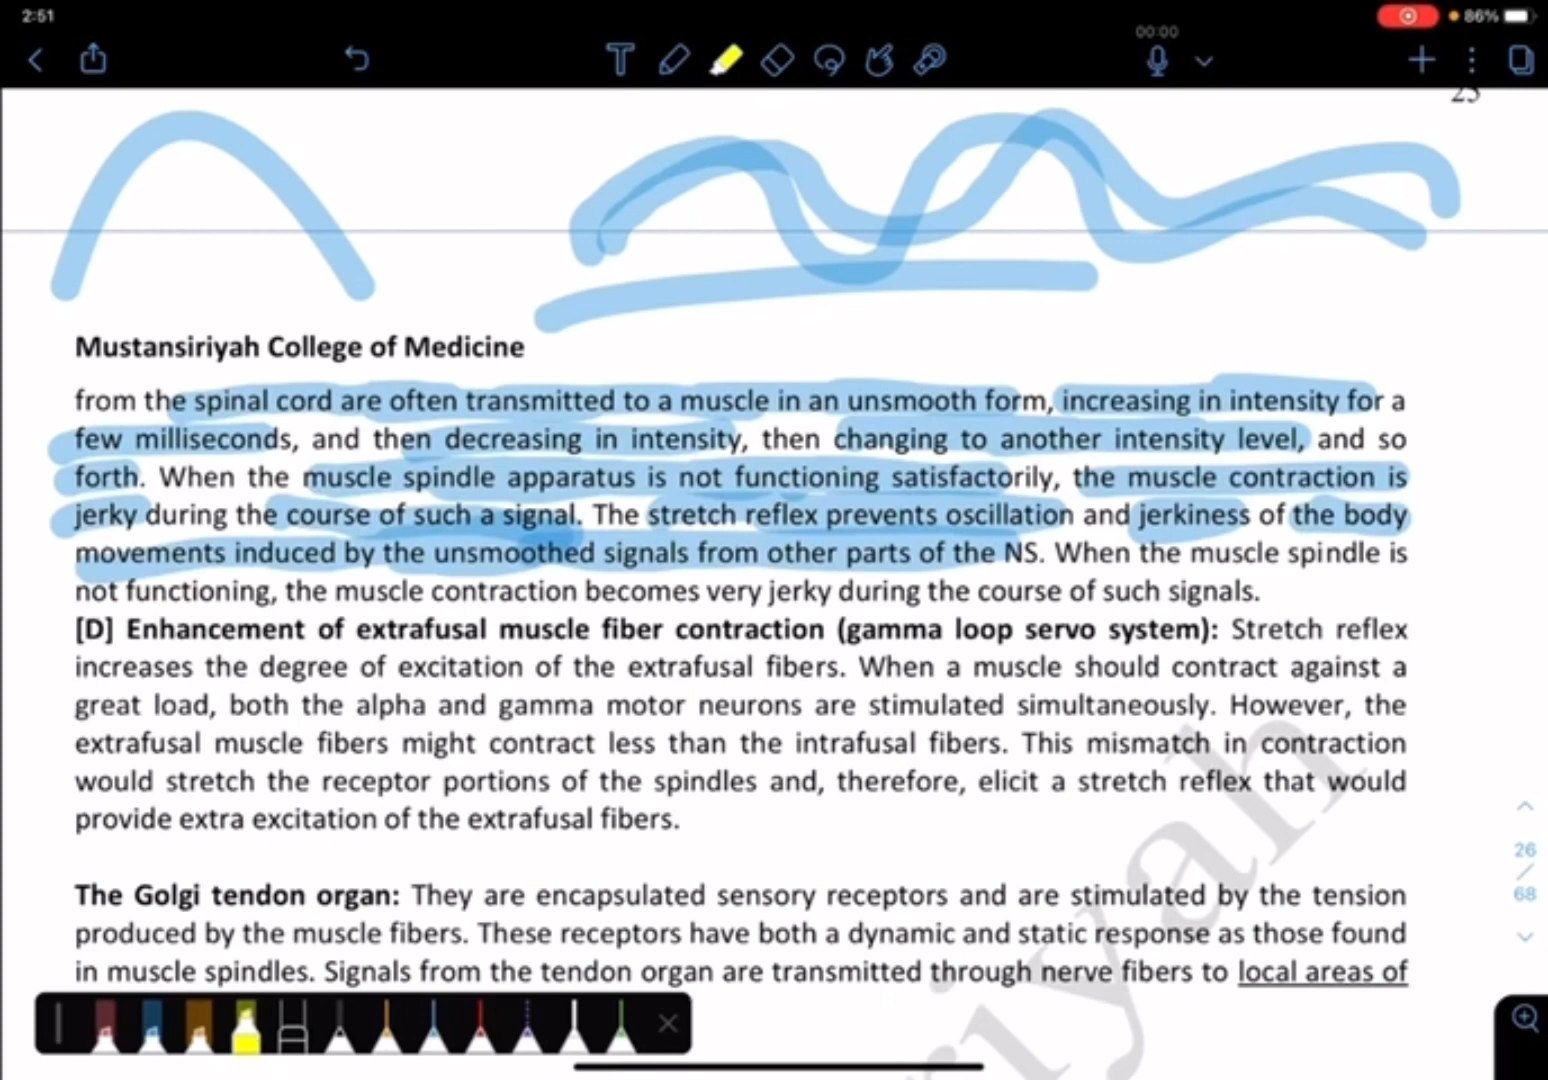 2:51
86%
00:00
T
25
Mustansiriyah College of Medicine
from the spinal cord are often transmitted to a muscle in an unsmooth form, increasing in intensity for a
few milliseconds, and then decreasing in intensity, then changing to another intensity level, and so
forth. When the muscle spindle apparatus is not functioning satisfactorily, the muscle contraction is
jerky during the course of such a signal. The stretch reflex prevents oscillation and jerkiness of the body
movements induced by the unsmoothed signals from other parts of the NS. When the muscle spindle is
not functioning, the muscle contraction becomes very jerky during the course of such signals.
[D] Enhancement of extrafusal muscle fiber contraction (gamma loop servo system): Stretch reflex
increases the degree of excitation of the extrafusal fibers. When a muscle should contract against a
great load, both the alpha and gamma motor neurons are stimulated simultaneously. However, the
extrafusal muscle fibers might contract less than the intrafusal fibers. This mismatch in contraction
would stretch the receptor portions of the spindles and, therefore, elicit a stretch reflex that would
provide extra excitation of the extrafusal fibers.
The Golgi tendon organ: They are encapsulated sensory receptors and are stimulated by the tension
produced by the muscle fibers. These receptors have both a dynamic and static response as those found
in muscle spindles. Signals from the tendon organ are transmitted through nerve fibers to local areas of
26
/
68
riyah